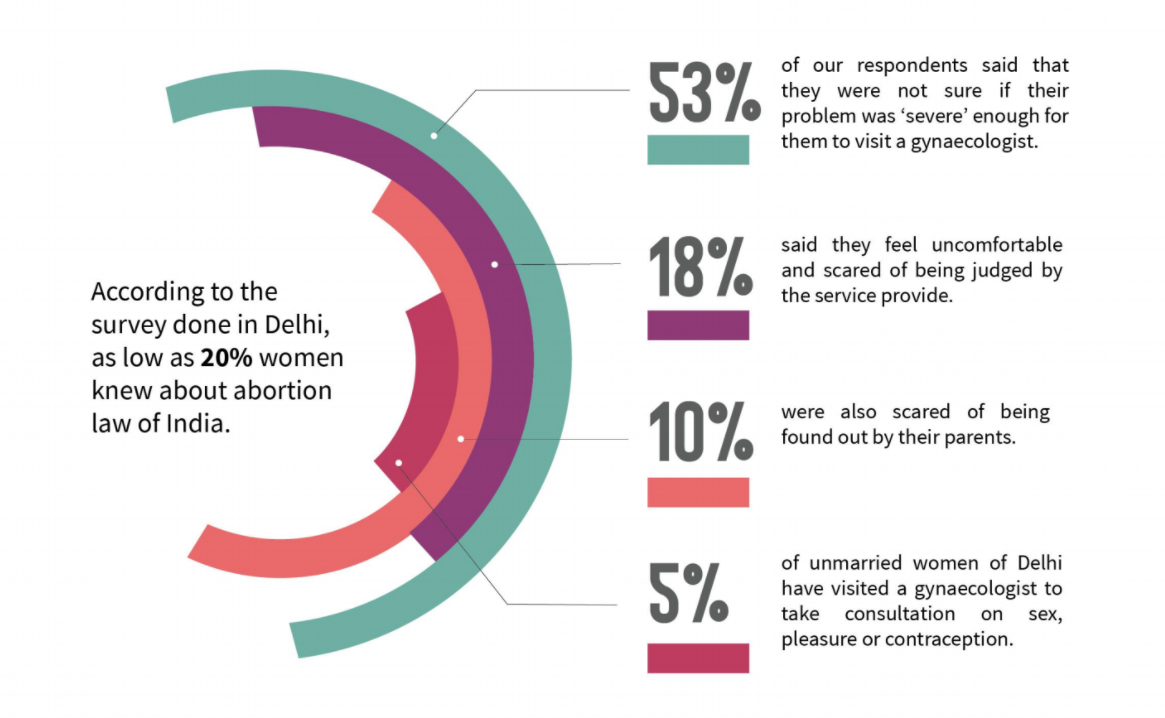 According to the
survey done in Delhi,
as low as 20% women
knew about abortion
law of India.
53%
of our respondents said that
they were not sure if their
problem was ‘severe’ enough for
them to visit a gynaecologist.
18%
said they feel uncomfortable
and scared of being judged by
the service provide.
10%
were also scared of being
found out by their parents.
5%
of unmarried women of Delhi
have visited a gynaecologist to
take consultation on sex,
pleasure or contraception.